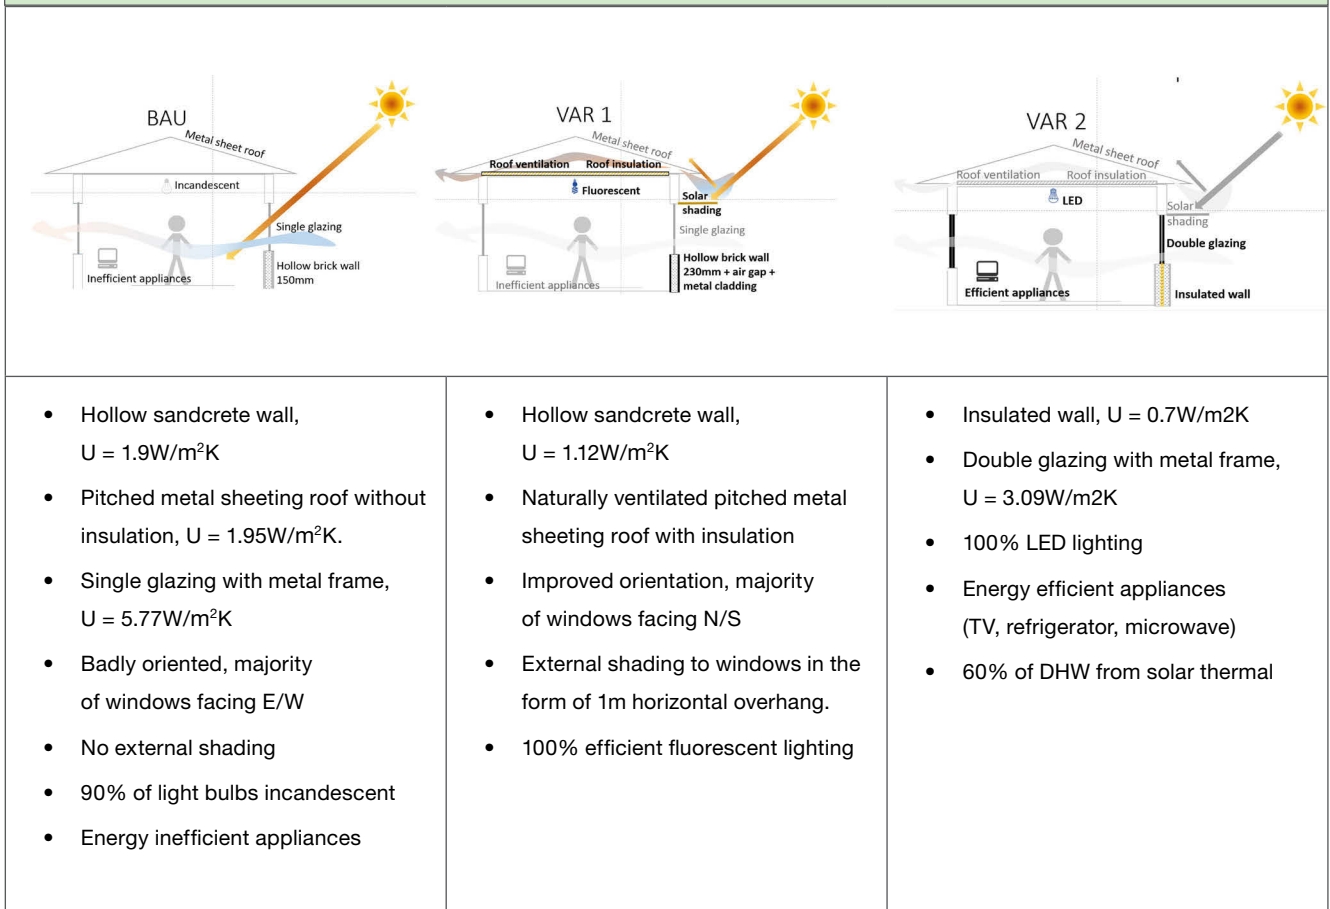 BAU
Metal sheet roof
Incandescent
Single glazing
Inefficient appliances
Hollow brick wall
150mm
VAR 1
Metal sheet roof
Roof ventilation
Roof insulation
Fluorescent
Solar
shading
Single glazing
Inefficient appliances
Hollow brick wall
230mm + air gap +
metal cladding
VAR 2
Metal sheet roof
Roof ventilation
Roof insulation
LED
Solar
shading
Double glazing
Efficient appliances
Insulated wall
• Hollow sandcrete wall,
U = 1.9W/m²K
• Pitched metal sheeting roof without
insulation, U = 1.95W/m²K.
• Single glazing with metal frame,
U = 5.77W/m²K
• Badly oriented, majority
of windows facing E/W
• No external shading
• 90% of light bulbs incandescent
• Energy inefficient appliances
• Hollow sandcrete wall,
U = 1.12W/m²K
• Naturally ventilated pitched metal
sheeting roof with insulation
• Improved orientation, majority
of windows facing N/S
• External shading to windows in the
form of 1m horizontal overhang.
• 100% efficient fluorescent lighting
• Insulated wall, U = 0.7W/m2K
• Double glazing with metal frame,
U = 3.09W/m2K
• 100% LED lighting
• Energy efficient appliances
(TV, refrigerator, microwave)
• 60% of DHW from solar thermal